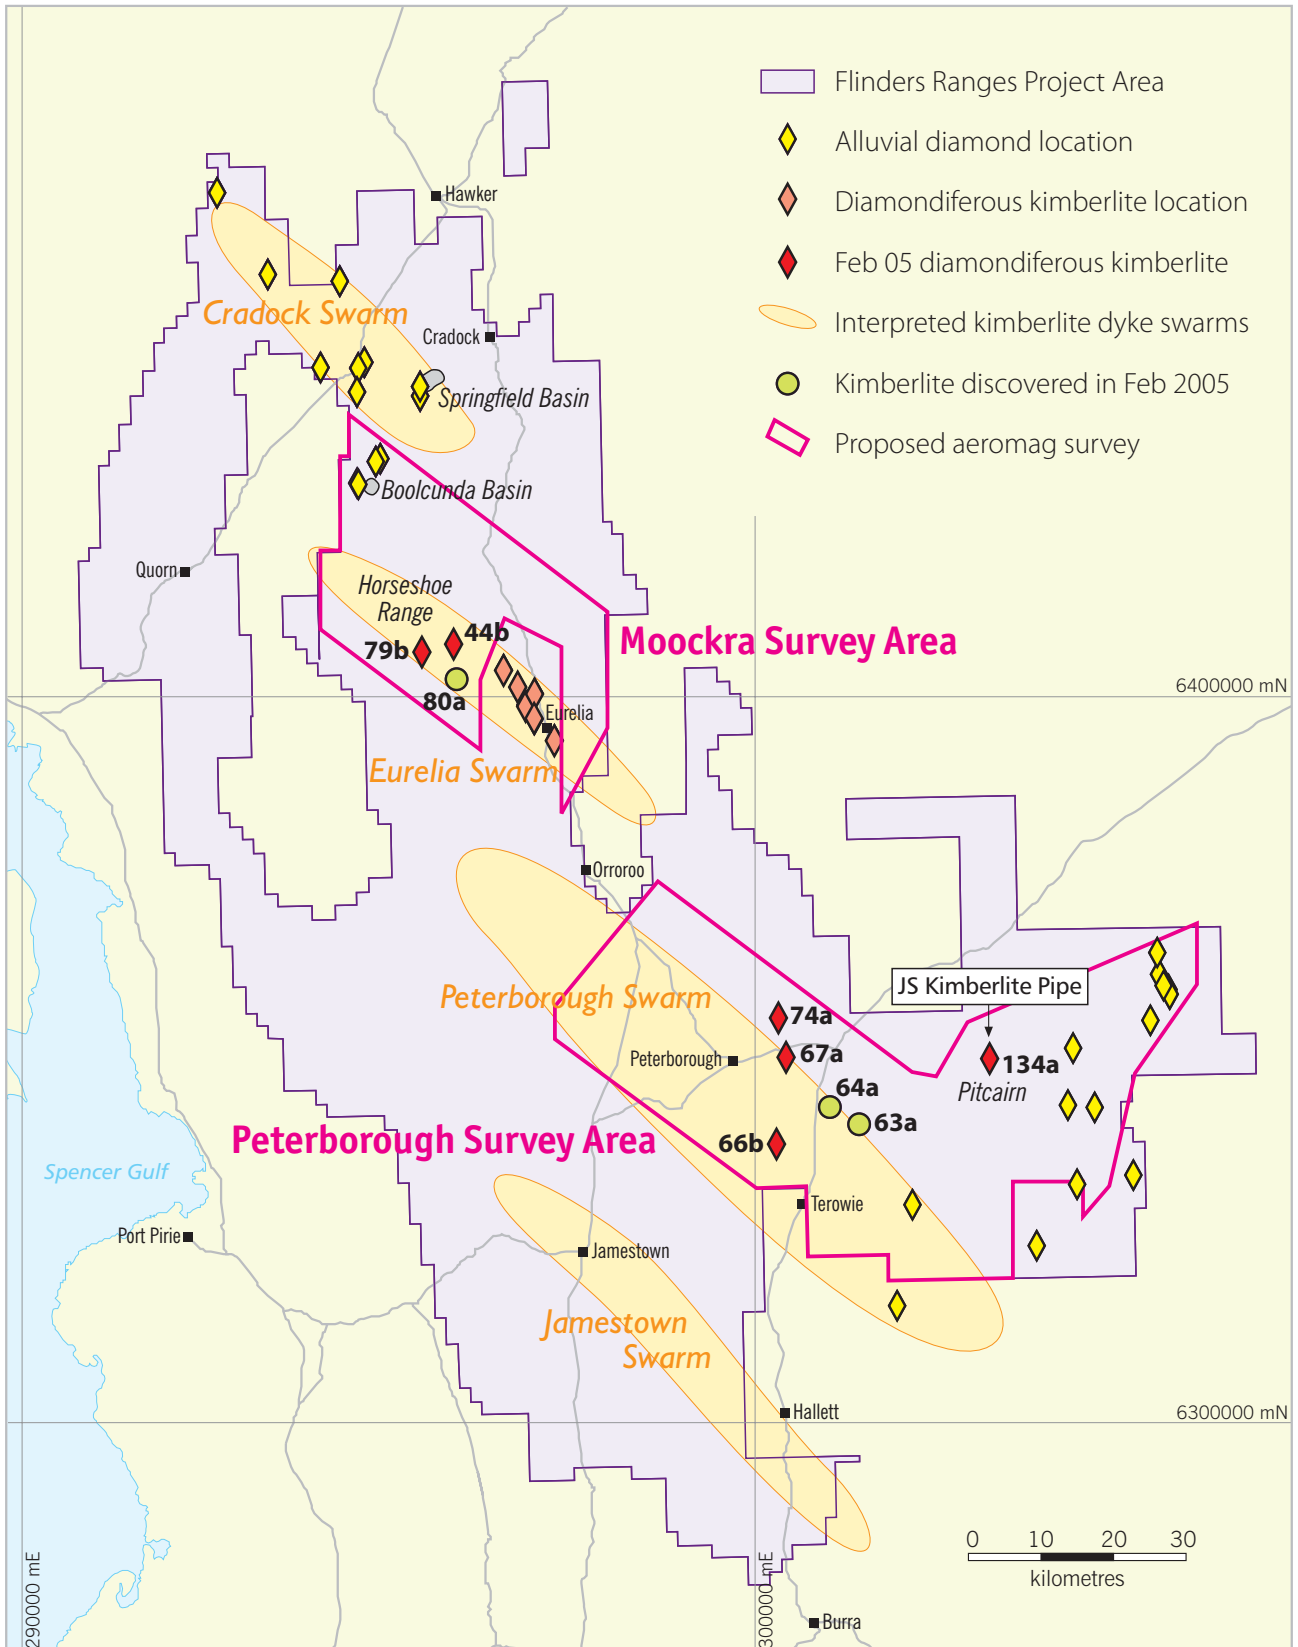 Flinders Ranges Project Area
Alluvial diamond location
Diamondiferous kimberlite location
Feb 05 diamondiferous kimberlite
Interpreted kimberlite dyke swarms
Kimberlite discovered in Feb 2005
Proposed aeromag survey
Hawker
Cradock Swarm
Cradock
Springfield Basin
Boolcunda Basin
Quorn
Horseshoe
Range
44b
79b
Moockra Survey Area
6400000 mN
80a
Eurelia
Eurelia Swarm
Orroroo
JS Kimberlite Pipe
Peterborough Swarm
74a
67a
Peterborough
134a
Pitcairn
64a
63a
66b
Peterborough Survey Area
Spencer Gulf
Terowie
Port Pirie
Jamestown
Jamestown
Swarm
Hallett
6300000 mN
0 10 20 30
kilometres
290000 mE
300000 mE
Burra